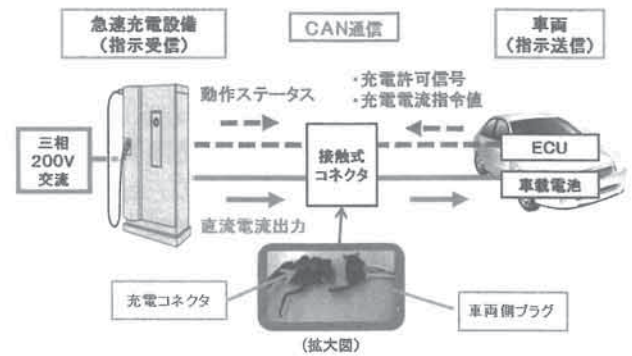 急速充電設備
(指示受信)
CAN通信
車両
(指示送信)
動作ステータス
・充電許可信号
・充電電流指令値
三相
200V
交流
接触式
コネクタ
ECU
車載電池
直流電流出力
充電コネクタ
車両側プラグ
(拡大図)